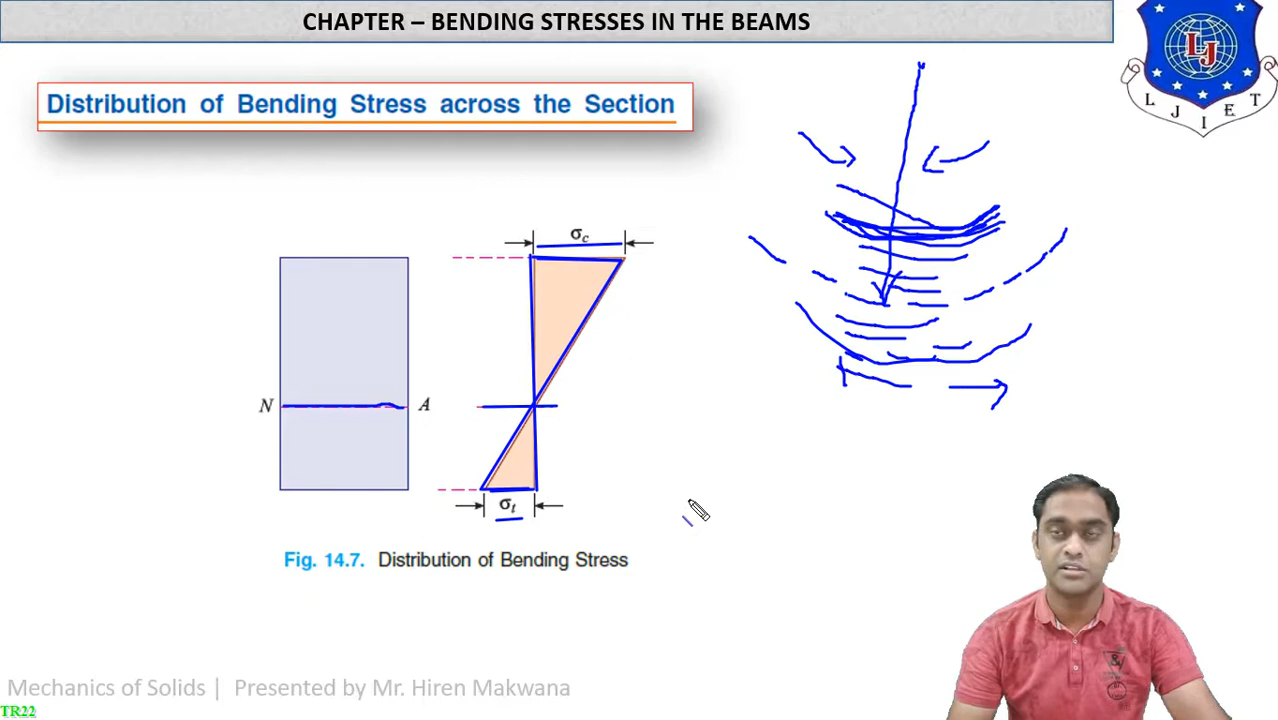 CHAPTER – BENDING STRESSES IN THE BEAMS
LJ
L J I E T
Distribution of Bending Stress across the Section
σc
N A
σt
Fig. 14.7. Distribution of Bending Stress
Mechanics of Solids | Presented by Mr. Hiren Makwana
TR22